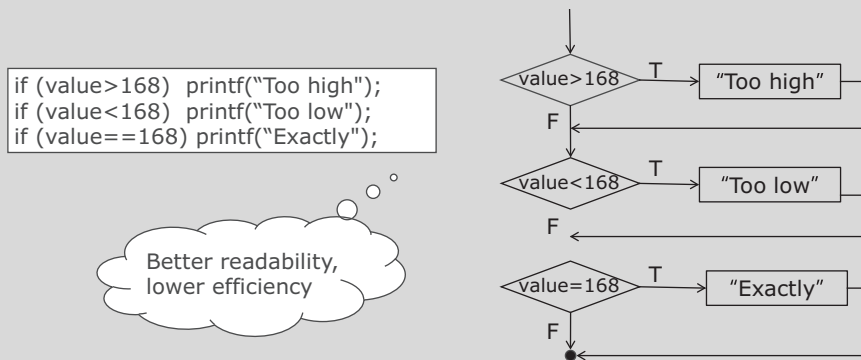 if (value>168)  printf(“Too high");
if (value<168)  printf(“Too low");
if (value==168) printf(“Exactly");
Better readability,
lower efficiency
value>168
T
“Too high”
F
value<168
T
“Too low”
F
value=168
T
“Exactly”
F